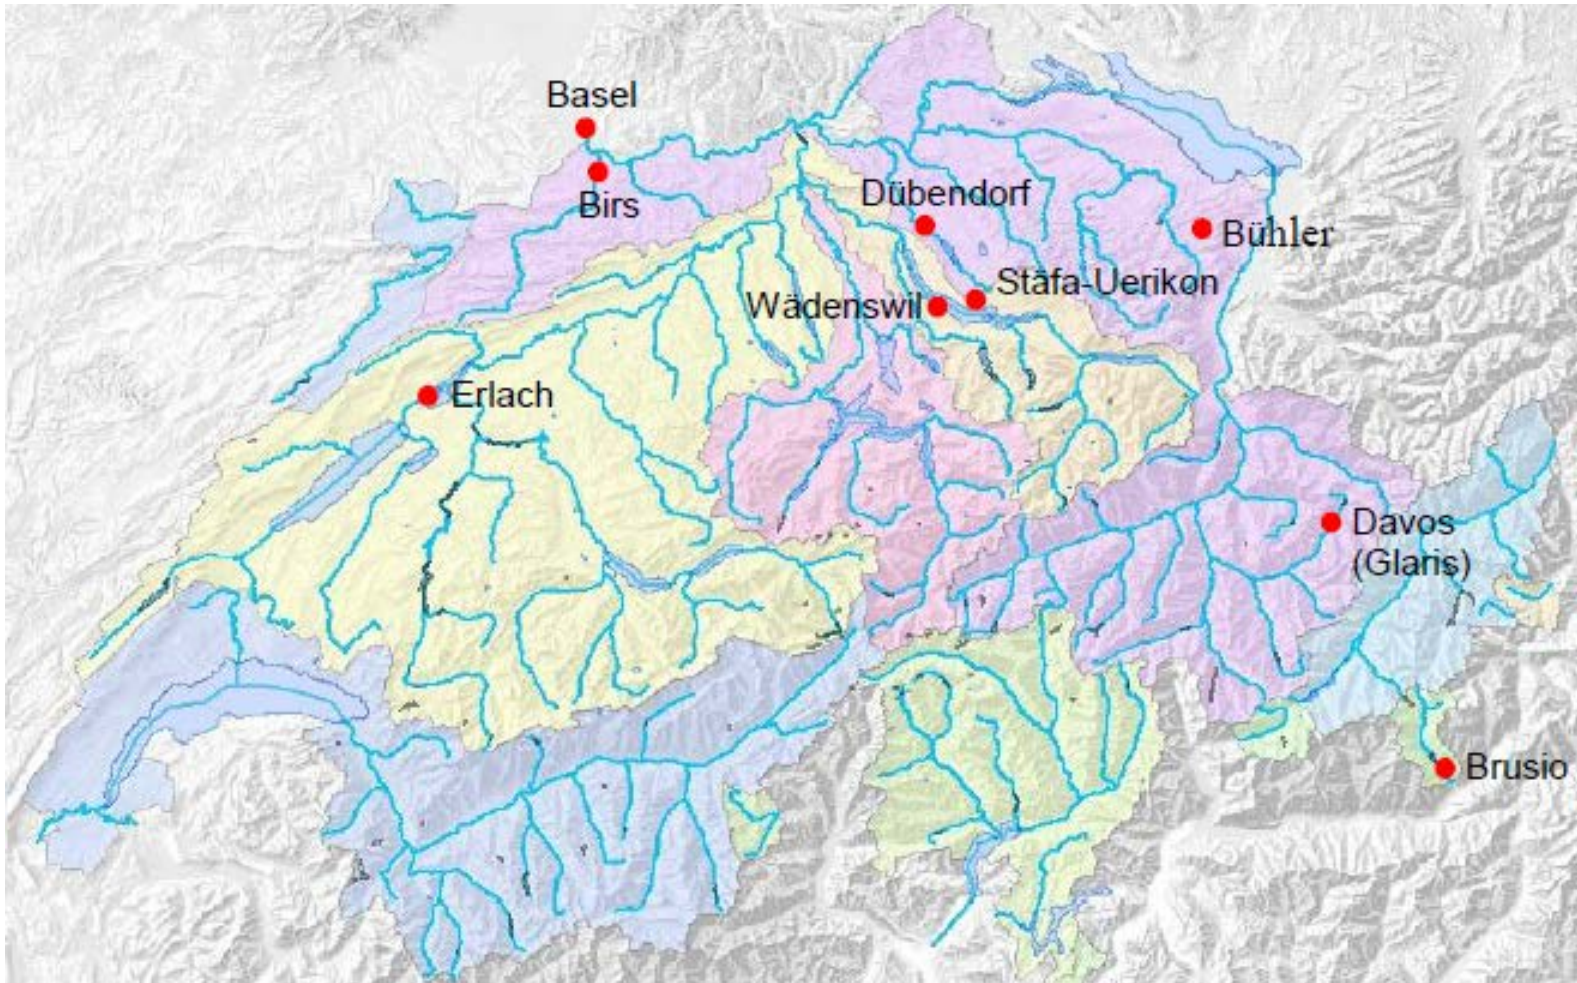 Basel
Birs
Dübendorf
Bühler
Stäfa-Uerikon
Wädenswil
Erlach
Davos
(Glaris)
Brusio